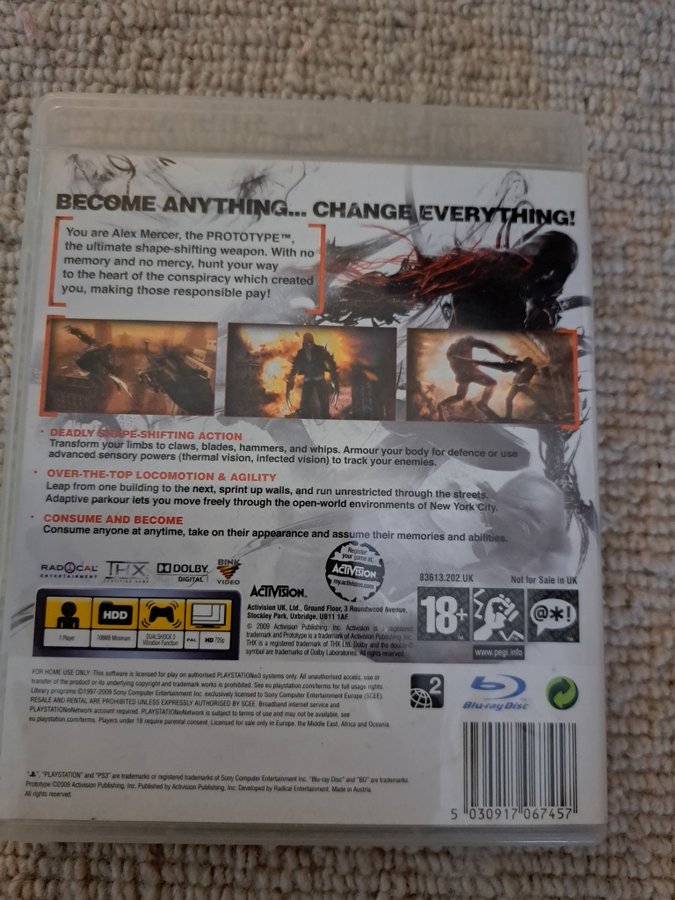 BECOME ANYTHING... CHANGE EVERYTHING!
You are Alex Mercer, the PROTOTYPE™,
the ultimate shape-shifting weapon. With no
memory and no mercy, hunt your way
to the heart of the conspiracy which created
you, making those responsible pay!
• DEADLY SHAPE-SHIFTING ACTION
Transform your limbs to claws, blades, hammers, and whips. Armour your body for defence or use
advanced sensory powers (thermal vision, infected vision) to track your enemies.
• OVER-THE-TOP LOCOMOTION & AGILITY
Leap from one building to the next, sprint up walls, and run unrestricted through the streets.
Adaptive parkour lets you move freely through the open-world environments of New York City.
• CONSUME AND BECOME
Consume anyone at anytime, take on their appearance and assume their memories and abilities.
RADICAL
ENTERTAINMENT
THX
DOLBY
DIGITAL
BINK
VIDEO
ACTIVISION.
Register
your game at
ACTIVISION
my.activision.com
83613.202.UK
Not for Sale in UK
HDD
1 Player
DUALSHOCK 3
Vibration Function
PAL
HD 720p
Activision UK, Ltd., Ground Floor, 3 Roundwood Avenue,
Stockley Park, Uxbridge, UB11 1AF.
© 2009 Activision Publishing, Inc. Activision is a registered
trademark and Prototype is a trademark of Activision Publishing, Inc.
THX is a registered trademark of THX Ltd. Dolby and the double-D
symbol are trademarks of Dolby Laboratories. All rights reserved.
18+
www.pegi.info
@*!
FOR HOME USE ONLY: This software is licensed for play on authorised PLAYSTATION®3 systems only. All unauthorised access, use or
transfer of the product or its underlying copyright and trademark works is prohibited. See eu.playstation.com/terms for full usage rights.
Library programs ©1997-2009 Sony Computer Entertainment Inc. exclusively licensed to Sony Computer Entertainment Europe (SCEE).
RESALE AND RENTAL ARE PROHIBITED UNLESS EXPRESSLY AUTHORISED BY SCEE. Broadband internet service and
PLAYSTATION®Network account required. PLAYSTATION®Network is subject to terms of use and may not be available, see
eu.playstation.com/terms. Players under 18 require parental consent. Licensed for sale only in Europe, the Middle East, Africa and Oceania.
2
Blu-ray Disc
"PLAYSTATION" and "PS3" are trademarks or registered trademarks of Sony Computer Entertainment Inc. "Blu-ray Disc" and "BD" are trademarks.
Prototype ©2009 Activision Publishing, Inc. Published by Activision Publishing, Inc. Developed by Radical Entertainment. Made in Austria.
All rights reserved.
5 030917 067457